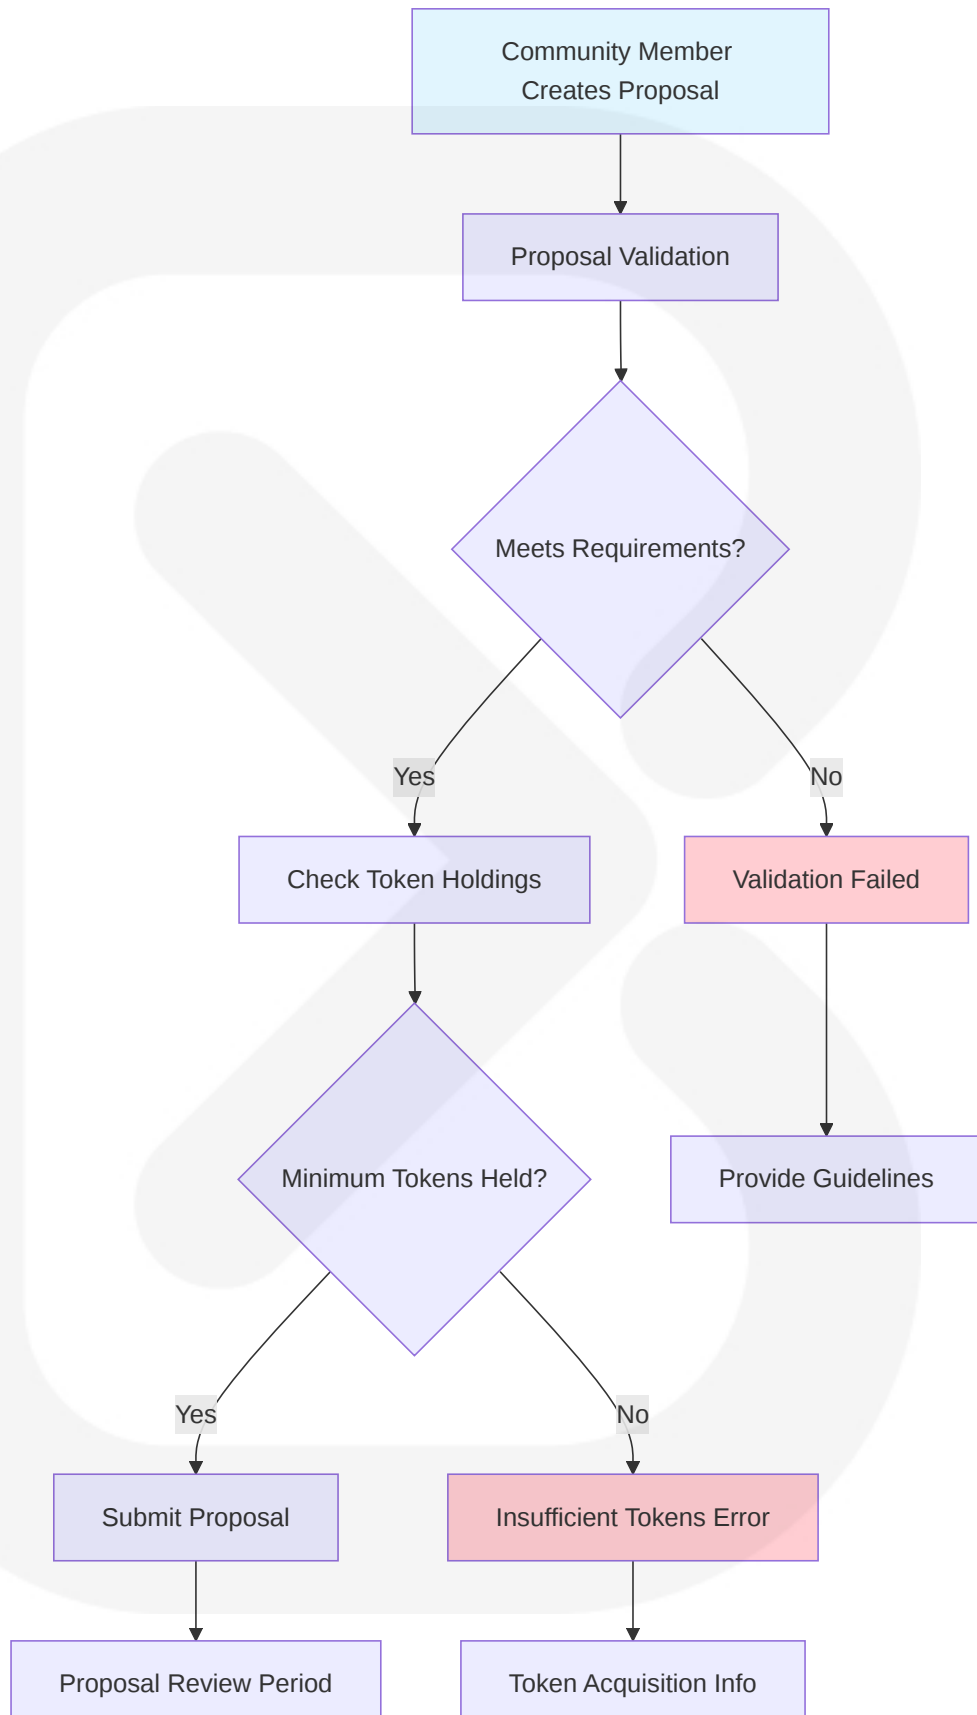 Community Member
Creates Proposal
Proposal Validation
Meets Requirements?
Yes
No
Check Token Holdings
Validation Failed
Minimum Tokens Held?
Provide Guidelines
Yes
No
Submit Proposal
Insufficient Tokens Error
Proposal Review Period
Token Acquisition Info